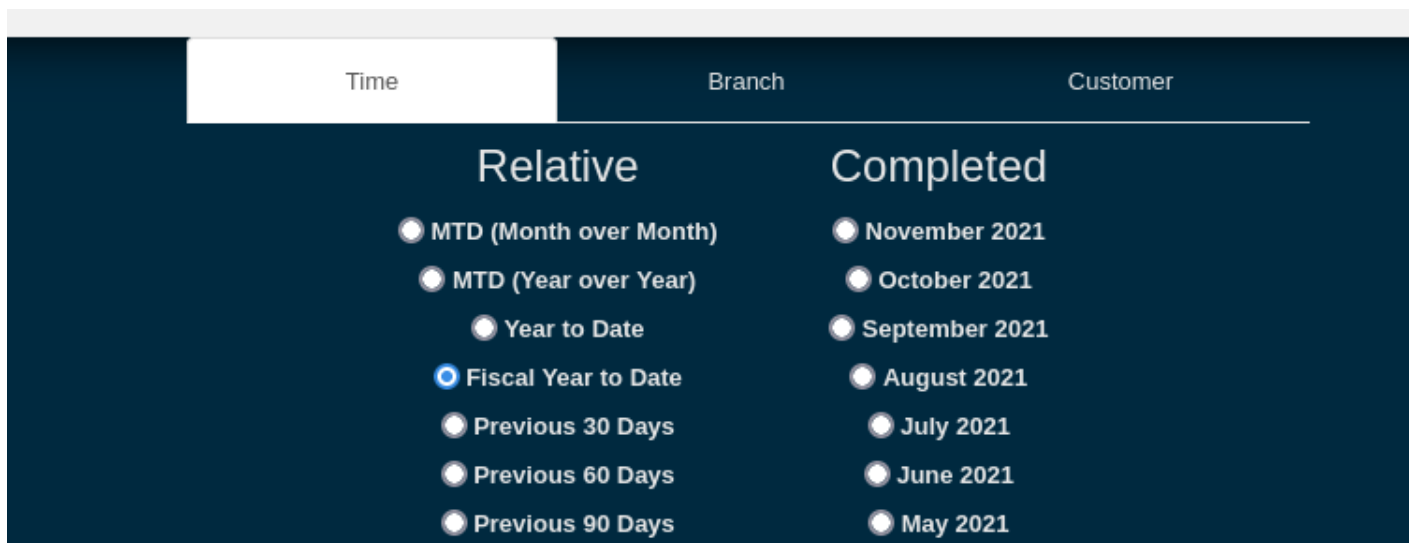 Time Branch Customer
Relative Completed
MTD (Month over Month) November 2021
MTD (Year over Year) October 2021
Year to Date September 2021
Fiscal Year to Date August 2021
Previous 30 Days July 2021
Previous 60 Days June 2021
Previous 90 Days May 2021